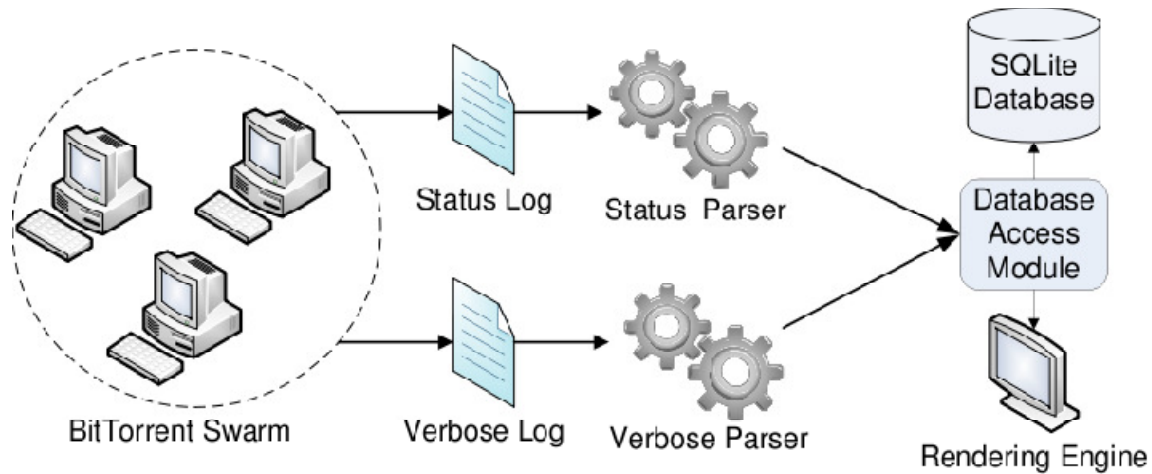 SQLite
Database
Status Log
Status Parser
Database
Access
Module
BitTorrent Swarm
Verbose Log
Verbose Parser
Rendering Engine